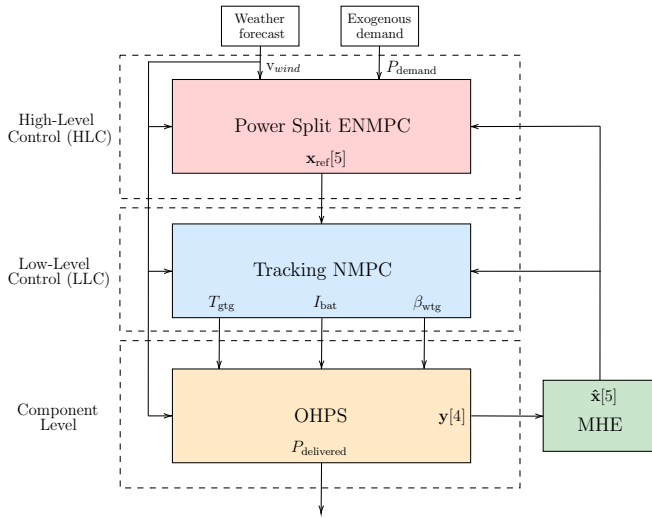 Weather
forecast
Exogenous
demand
v_wind
P_demand
High-Level
Control (HLC)
Power Split ENMPC
x_ref[5]
Low-Level
Control (LLC)
Tracking NMPC
T_gtg
I_bat
β_wtg
Component
Level
OHPS
y[4]
P_delivered
x̂[5]
MHE